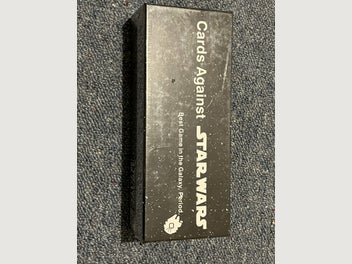 Cards Against STAR WARS
Best Game in the Galaxy. Period.